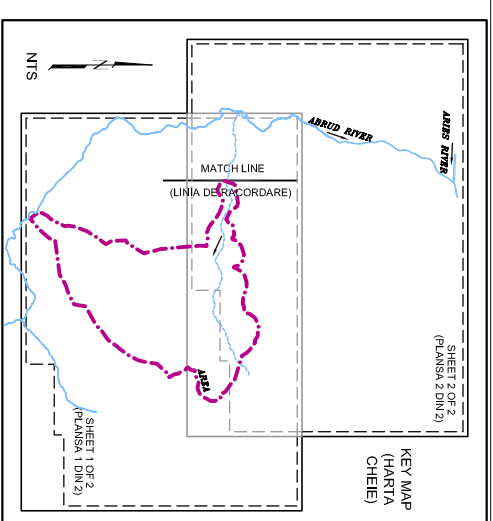 KEY MAP
(HARTA
CHEIE)
SHEET 2 OF 2
(PLANSA 2 DIN 2)
ARIES RIVER
ABRUD RIVER
MATCH LINE
(LINIA DE RACORDARE)
AREA
SHEET 1 OF 2
(PLANSA 1 DIN 2)
NTS